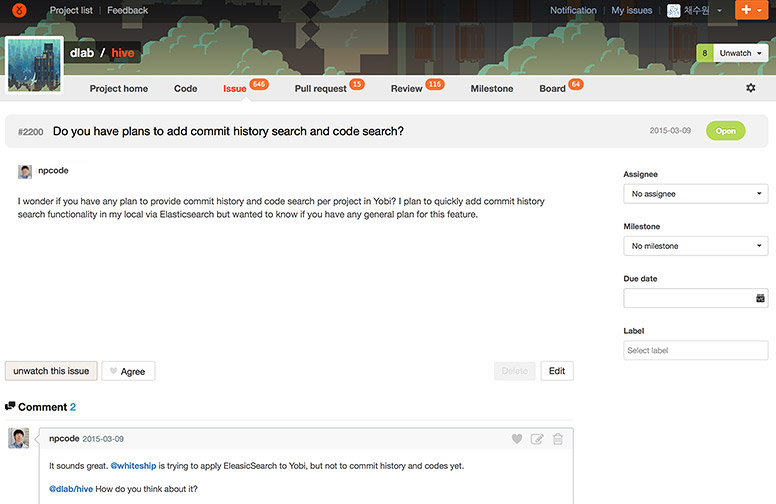 Project list | Feedback
Notification | My issues 채수원
dlab / hive
8 Unwatch
Project home Code Issue 646 Pull request 15 Review 116 Milestone Board 64
#2200 Do you have plans to add commit history search and code search? 2015-03-09 Open
npcode
I wonder if you have any plan to provide commit history and code search per project in Yobi? I plan to quickly add commit history
search functionality in my local via Elasticsearch but wanted to know if you have any general plan for this feature.
Assignee
No assignee
Milestone
No milestone
Due date
Label
Select label
unwatch this issue Agree Delete Edit
Comment 2
npcode 2015-03-09
It sounds great. @whiteship is trying to apply EleasicSearch to Yobi, but not to commit history and codes yet.
@dlab/hive How do you think about it?